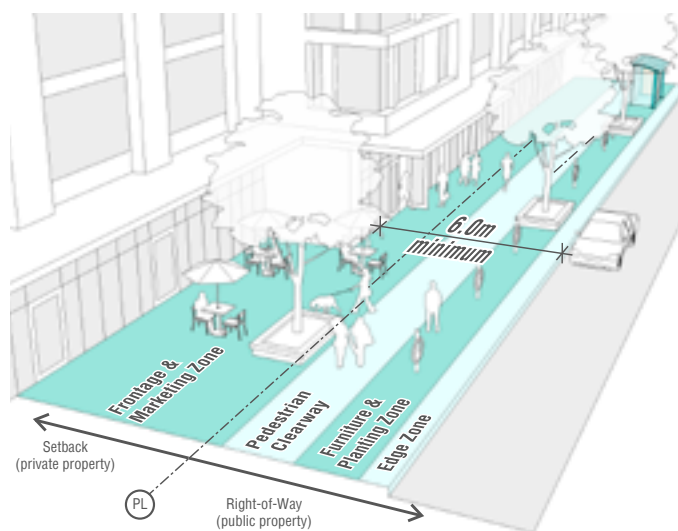 6.0m
minimum
Frontage &
Marketing Zone
Pedestrian
Clearway
Furniture &
Planting Zone
Edge Zone
Setback
(private property)
PL
Right-of-Way
(public property)